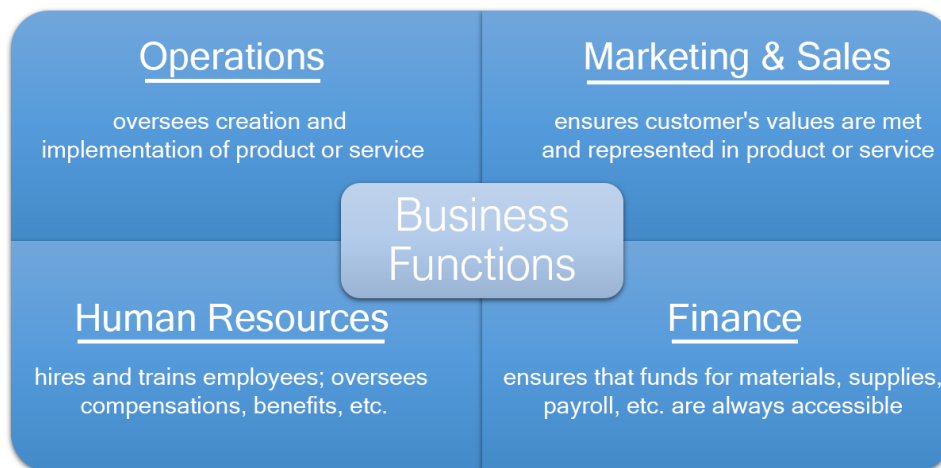 Operations
oversees creation and
implementation of product or service
Marketing & Sales
ensures customer's values are met
and represented in product or service
Business
Functions
Human Resources
hires and trains employees; oversees
compensations, benefits, etc.
Finance
ensures that funds for materials, supplies,
payroll, etc. are always accessible